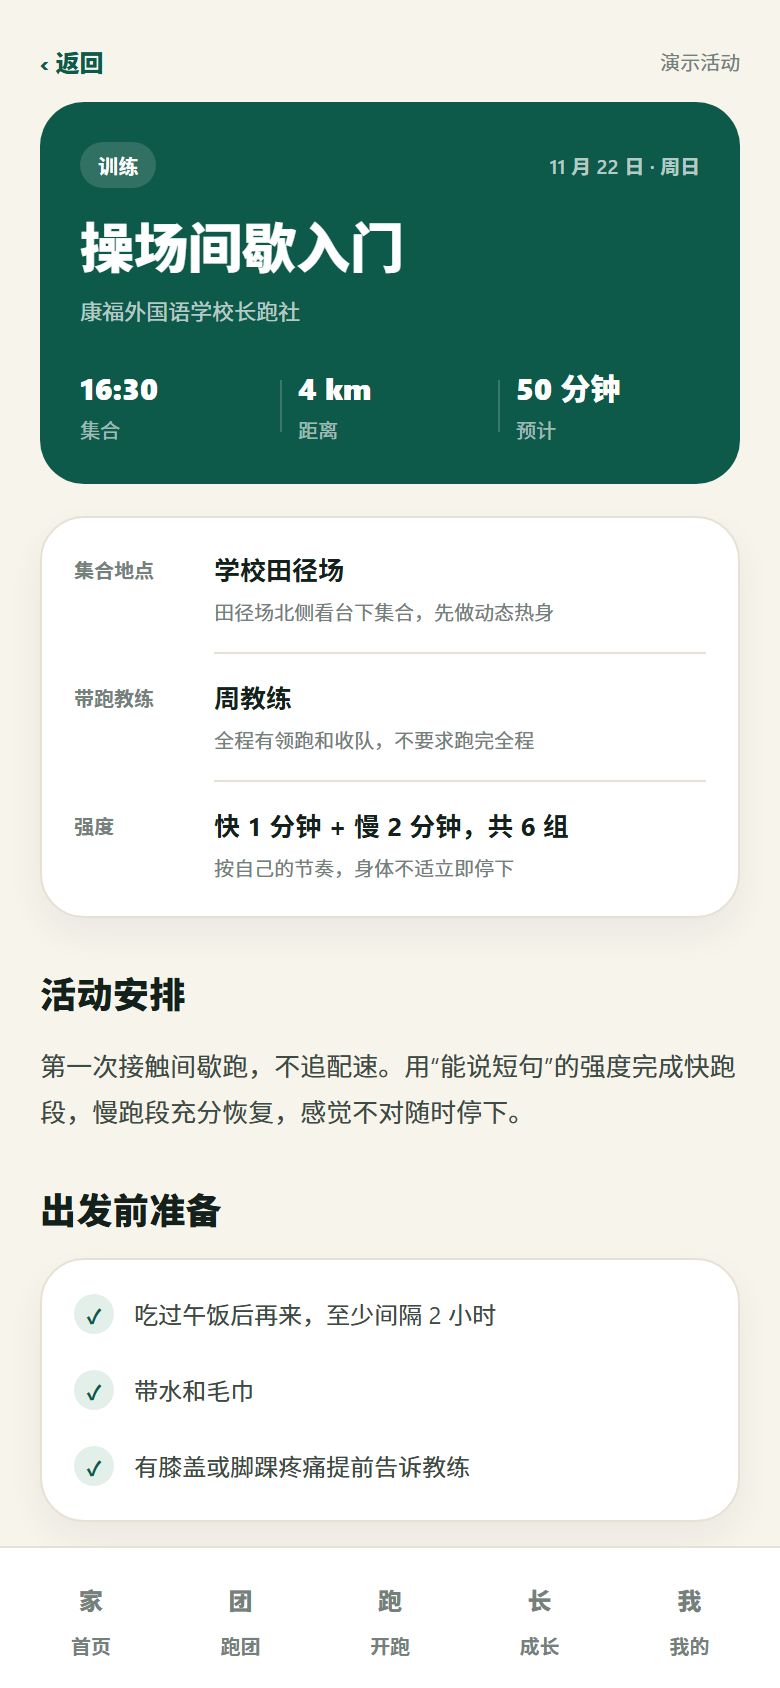 ‹ 返回
演示活动
训练
11 月 22 日 · 周日
操场间歇入门
康福外国语学校长跑社
16:30
4 km
50 分钟
集合
距离
预计
集合地点
学校田径场
田径场北侧看台下集合，先做动态热身
带跑教练
周教练
全程有领跑和收队，不要求跑完全程
强度
快 1 分钟 + 慢 2 分钟，共 6 组
按自己的节奏，身体不适立即停下
活动安排
第一次接触间歇跑，不追配速。用“能说短句”的强度完成快跑
段，慢跑段充分恢复，感觉不对随时停下。
出发前准备
✓ 吃过午饭后再来，至少间隔 2 小时
✓ 带水和毛巾
✓ 有膝盖或脚踝疼痛提前告诉教练
家 团 跑 长 我
首页 跑团 开跑 成长 我的